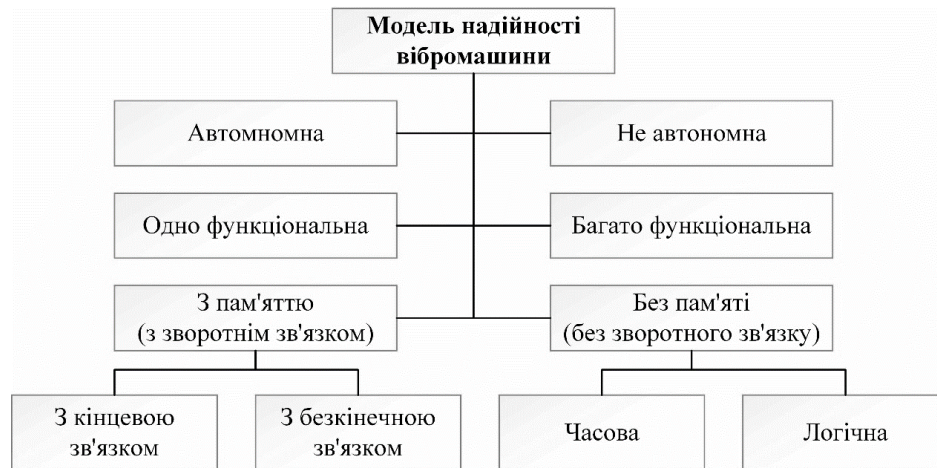 Модель надійності
вібромашини
Автмномна
Не автономна
Одно функціональна
Багато функціональна
З пам'яттю
(з зворотнім зв'язком)
Без пам'яті
(без зворотного зв'язку)
З кінцевою
зв'язком
З безкінечною
зв'язком
Часова
Логічна